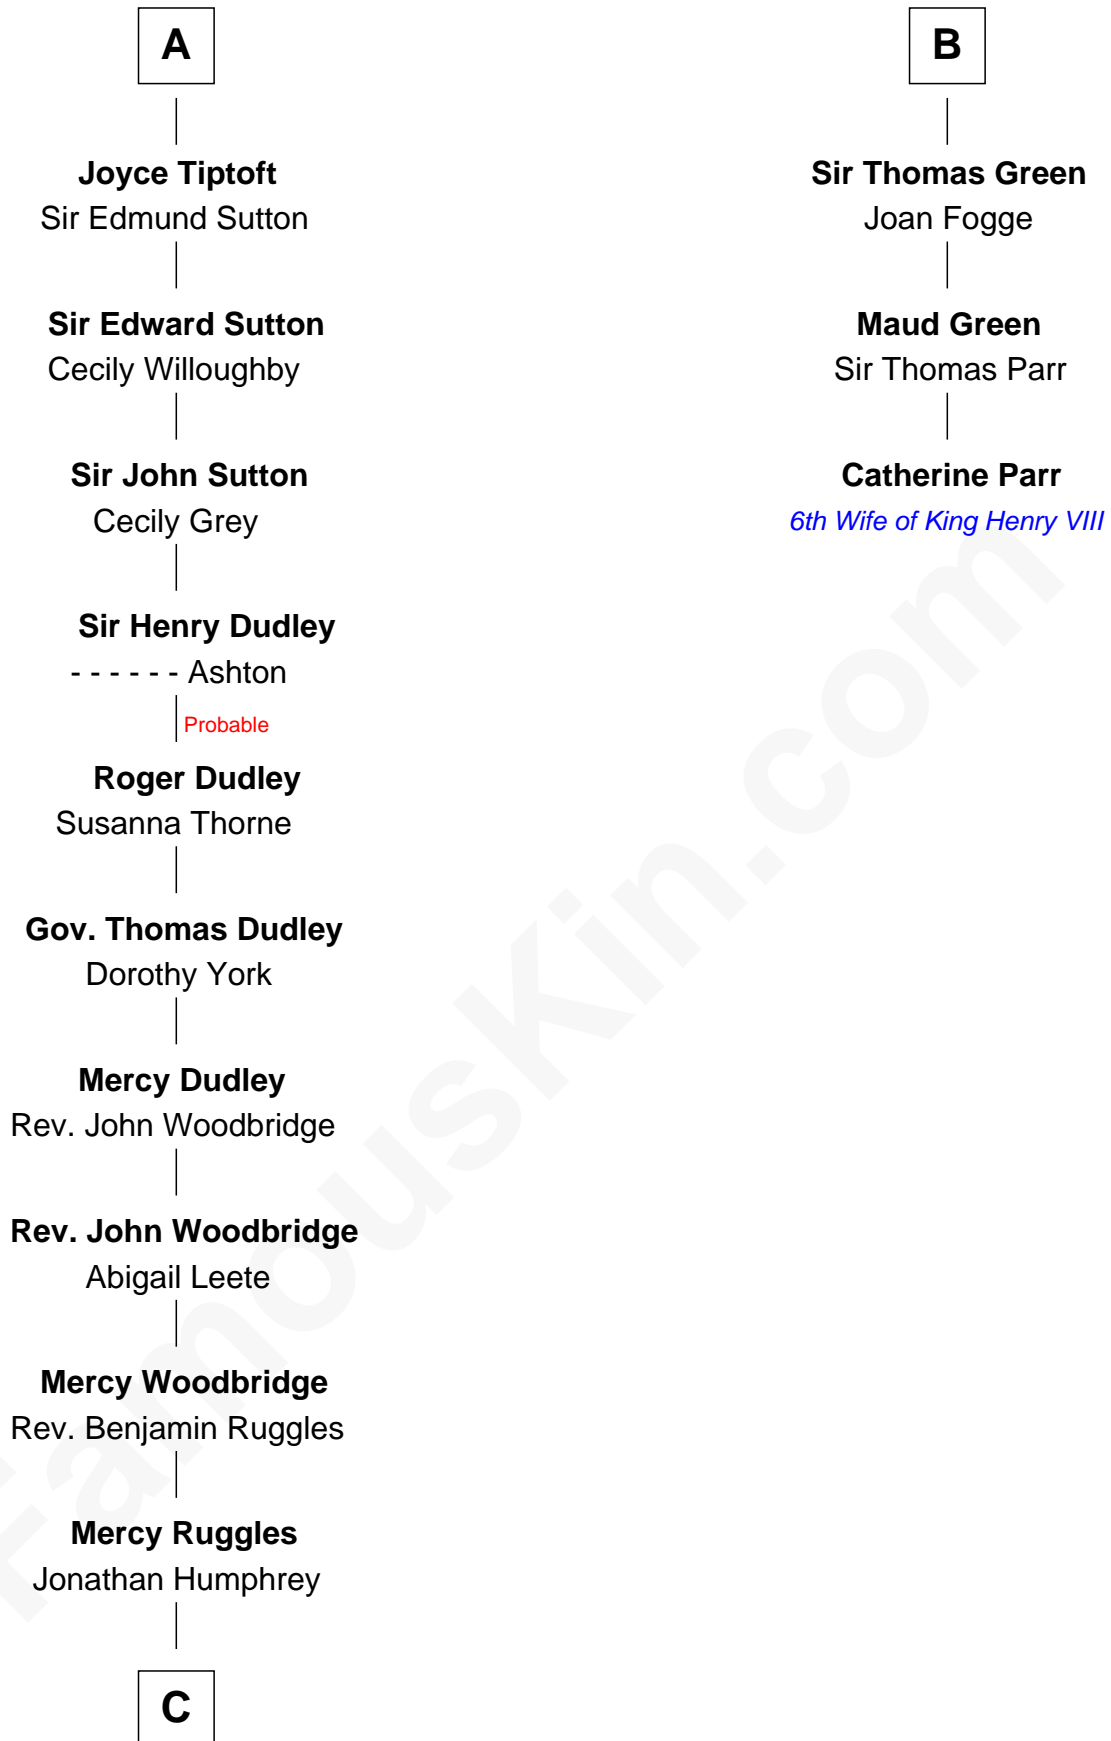 A
Joyce Tiptoft
Sir Edmund Sutton
Sir Edward Sutton
Cecily Willoughby
Sir John Sutton
Cecily Grey
Sir Henry Dudley
- - - - - - Ashton
Probable
Roger Dudley
Susanna Thorne
Gov. Thomas Dudley
Dorothy York
Mercy Dudley
Rev. John Woodbridge
Rev. John Woodbridge
Abigail Leete
Mercy Woodbridge
Rev. Benjamin Ruggles
Mercy Ruggles
Jonathan Humphrey
C
B
Sir Thomas Green
Joan Fogge
Maud Green
Sir Thomas Parr
Catherine Parr
6th Wife of King Henry VIII
FamousKin.com